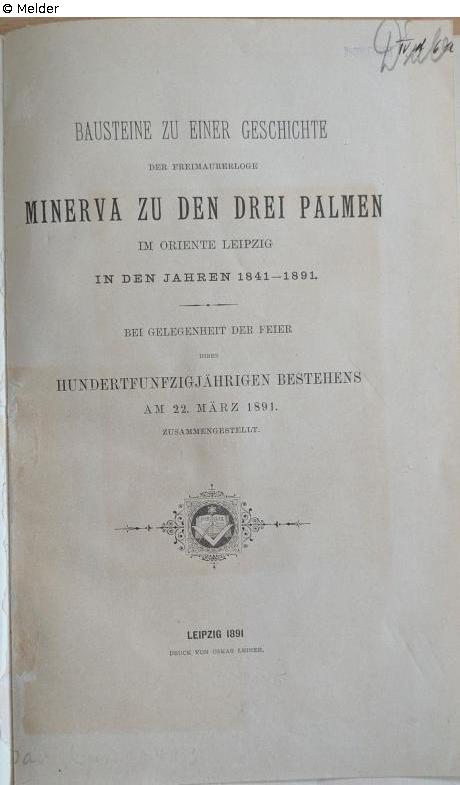 © Melder
BAUSTEINE ZU EINER GESCHICHTE
DER FREIMAURERLOGE
MINERVA ZU DEN DREI PALMEN
IM ORIENTE LEIPZIG
IN DEN JAHREN 1841—1891.
BEI GELEGENHEIT DER FEIER
IHRES
HUNDERTFUNFZIGJÄHRIGEN BESTEHENS
AM 22. MÄRZ 1891.
ZUSAMMENGESTELLT.
LEIPZIG 1891
DRUCK VON OSKAR LEINER.